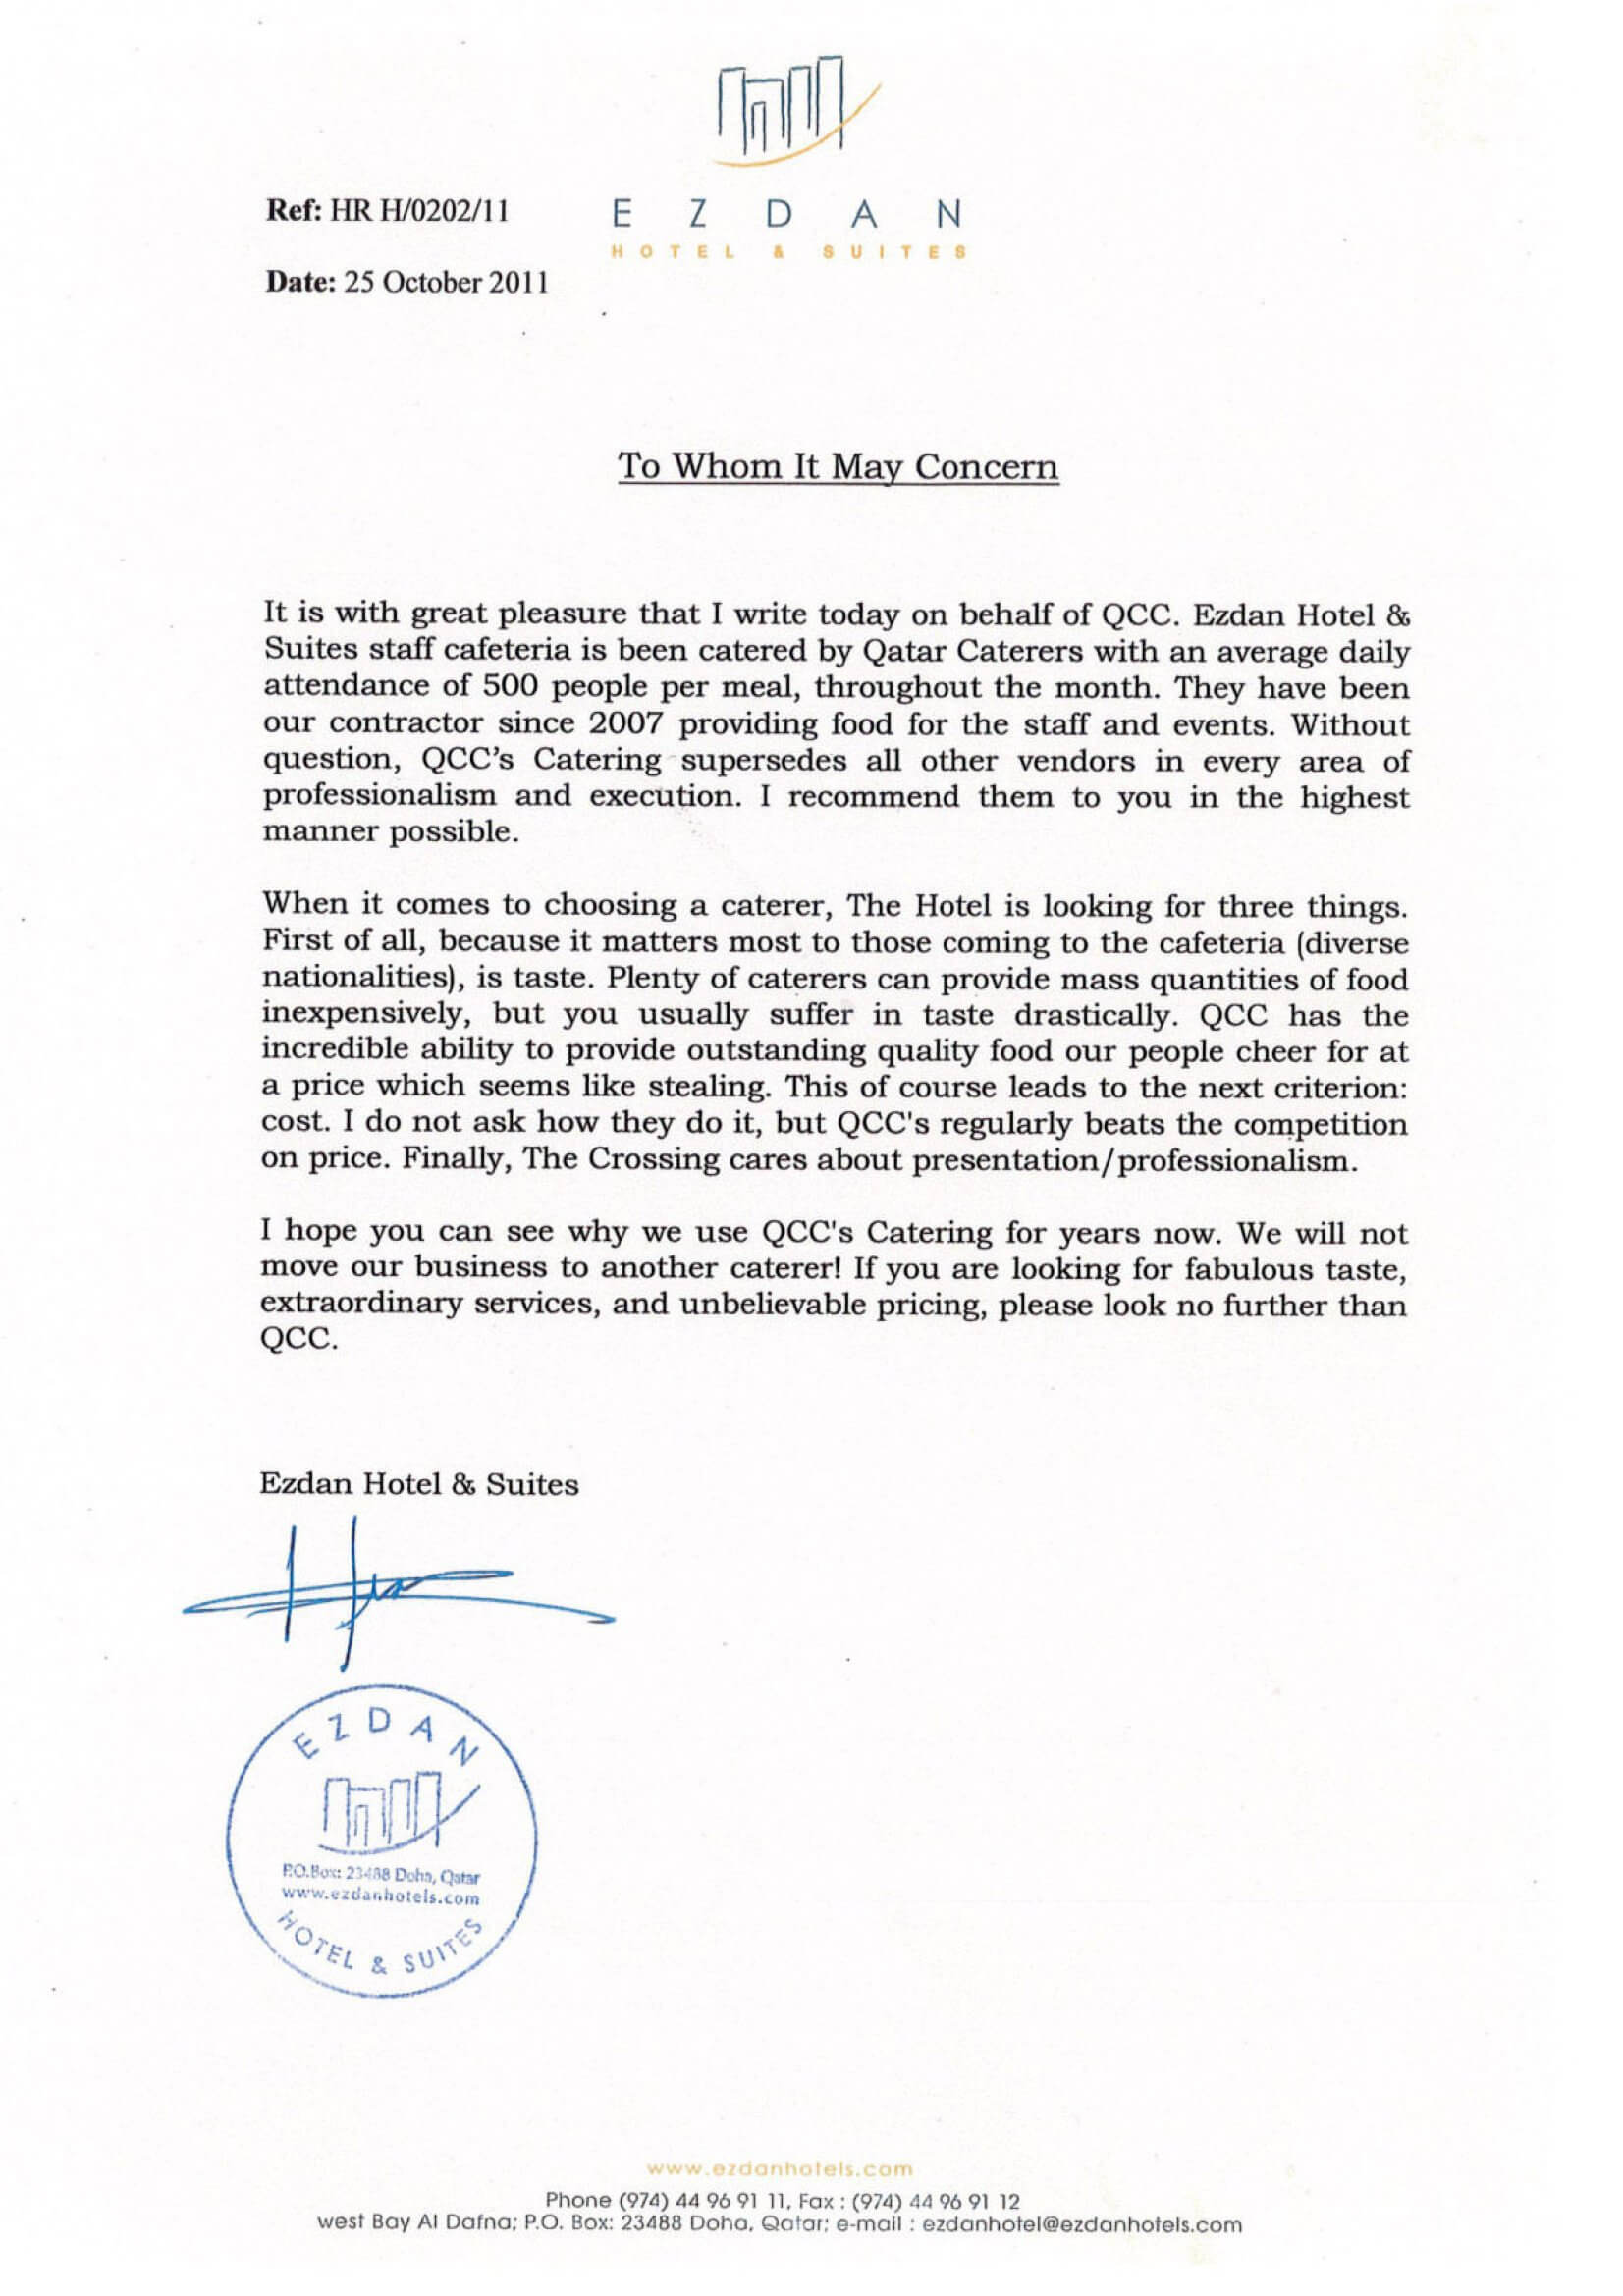 Ref: HR H/0202/11
E Z D A N
HOTEL & SUITES
Date: 25 October 2011
To Whom It May Concern
It is with great pleasure that I write today on behalf of QCC. Ezdan Hotel &
Suites staff cafeteria is been catered by Qatar Caterers with an average daily
attendance of 500 people per meal, throughout the month. They have been
our contractor since 2007 providing food for the staff and events. Without
question, QCC’s Catering supersedes all other vendors in every area of
professionalism and execution. I recommend them to you in the highest
manner possible.
When it comes to choosing a caterer, The Hotel is looking for three things.
First of all, because it matters most to those coming to the cafeteria (diverse
nationalities), is taste. Plenty of caterers can provide mass quantities of food
inexpensively, but you usually suffer in taste drastically. QCC has the
incredible ability to provide outstanding quality food our people cheer for at
a price which seems like stealing. This of course leads to the next criterion:
cost. I do not ask how they do it, but QCC's regularly beats the competition
on price. Finally, The Crossing cares about presentation/professionalism.
I hope you can see why we use QCC's Catering for years now. We will not
move our business to another caterer! If you are looking for fabulous taste,
extraordinary services, and unbelievable pricing, please look no further than
QCC.
Ezdan Hotel & Suites
EZDAN
P.O.Box: 23488 Doha, Qatar
www.ezdanhotels.com
HOTEL & SUITES
www.ezdanhotels.com
Phone (974) 44 96 91 11, Fax : (974) 44 96 91 12
west Bay Al Dafna; P.O. Box: 23488 Doha, Qatar; e-mail : ezdanhotel@ezdanhotels.com